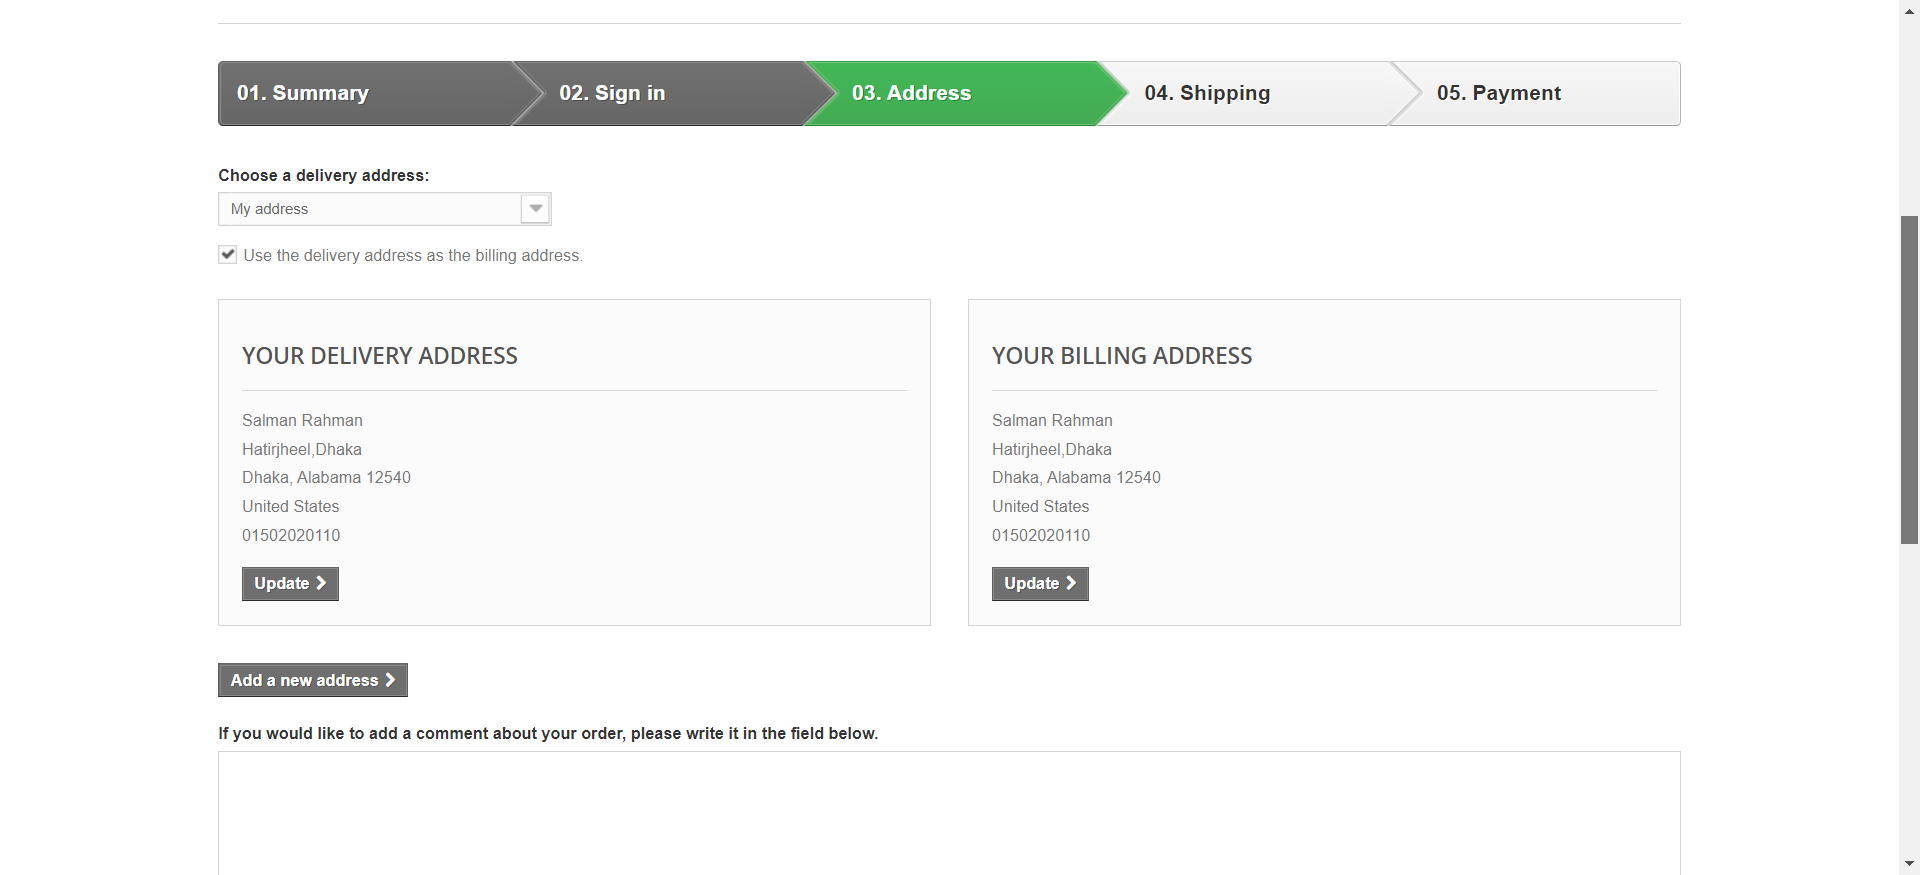 01. Summary 02. Sign in 03. Address 04. Shipping 05. Payment
Choose a delivery address:
My address
Use the delivery address as the billing address.
YOUR DELIVERY ADDRESS
Salman Rahman
Hatirjheel,Dhaka
Dhaka, Alabama 12540
United States
01502020110
Update
YOUR BILLING ADDRESS
Salman Rahman
Hatirjheel,Dhaka
Dhaka, Alabama 12540
United States
01502020110
Update
Add a new address
If you would like to add a comment about your order, please write it in the field below.